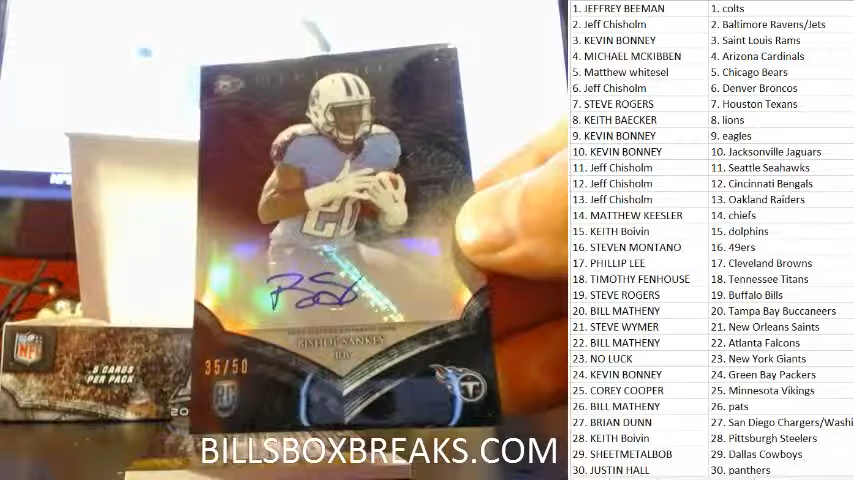 1. JEFFREY BEEMAN 1. colts
2. Jeff Chisholm 2. Baltimore Ravens/Jets
3. KEVIN BONNEY 3. Saint Louis Rams
4. MICHAEL MCKIBBEN 4. Arizona Cardinals
5. Matthew whitesel 5. Chicago Bears
6. Jeff Chisholm 6. Denver Broncos
7. STEVE ROGERS 7. Houston Texans
8. KEITH BAECKER 8. lions
9. KEVIN BONNEY 9. eagles
10. KEVIN BONNEY 10. Jacksonville Jaguars
11. Jeff Chisholm 11. Seattle Seahawks
12. Jeff Chisholm 12. Cincinnati Bengals
13. Jeff Chisholm 13. Oakland Raiders
14. MATTHEW KEESLER 14. chiefs
15. KEITH Boivin 15. dolphins
16. STEVEN MONTANO 16. 49ers
17. PHILLIP LEE 17. Cleveland Browns
18. TIMOTHY FENHOUSE 18. Tennessee Titans
19. STEVE ROGERS 19. Buffalo Bills
20. BILL MATHENY 20. Tampa Bay Buccaneers
21. STEVE WYMER 21. New Orleans Saints
22. BILL MATHENY 22. Atlanta Falcons
23. NO LUCK 23. New York Giants
24. KEVIN BONNEY 24. Green Bay Packers
25. COREY COOPER 25. Minnesota Vikings
26. BILL MATHENY 26. pats
27. BRIAN DUNN 27. San Diego Chargers/Washi
28. KEITH Boivin 28. Pittsburgh Steelers
29. SHEETMETALBOB 29. Dallas Cowboys
30. JUSTIN HALL 30. panthers
20
BISHOP SANKEY
RB
35/50
RC
T
NFL
8 CARDS
PER PACK
20
BILLSBOXBREAKS.COM